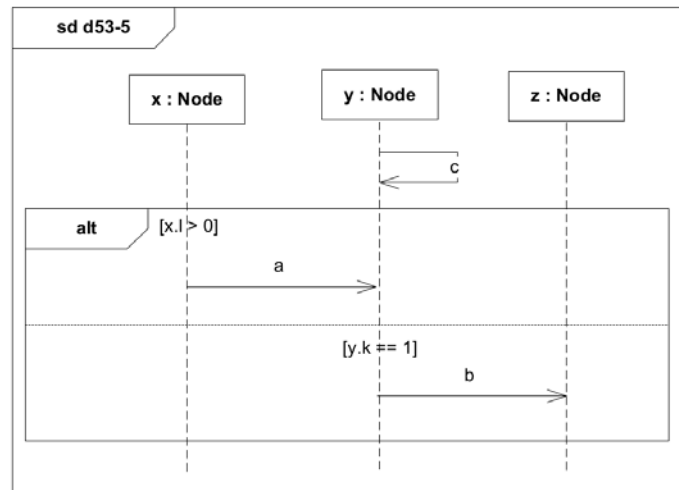 sd d53-5
x : Node
y : Node
z : Node
c
alt
[x.l > 0]
a
[y.k == 1]
b